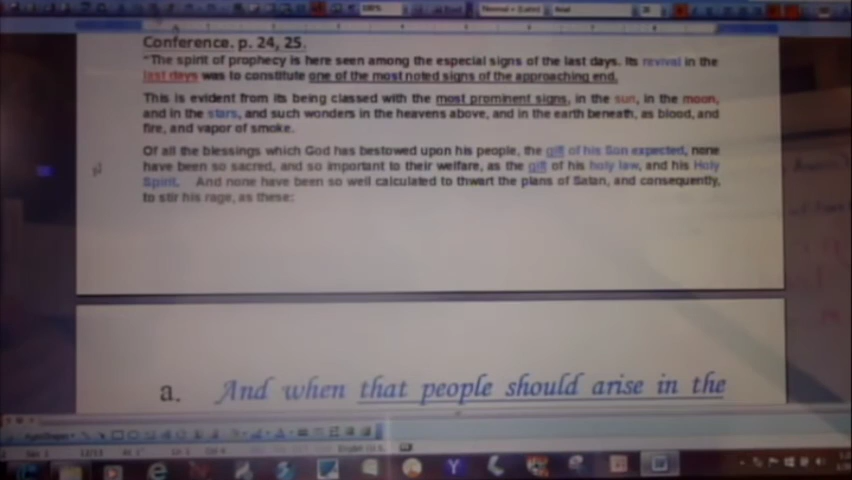 100%
Normal + (Latin)
Arial
Conference. p. 24, 25.
"The spirit of prophecy is here seen among the especial signs of the last days. Its revival in the
last days was to constitute one of the most noted signs of the approaching end.
This is evident from its being classed with the most prominent signs, in the sun, in the moon,
and in the stars, and such wonders in the heavens above, and in the earth beneath, as blood, and
fire, and vapor of smoke.
Of all the blessings which God has bestowed upon his people, the gift of his Son expected, none
have been so sacred, and so important to their welfare, as the gift of his holy law, and his Holy
Spirit. And none have been so well calculated to thwart the plans of Satan, and consequently,
to stir his rage, as these:
a. And when that people should arise in the
AutoShapes